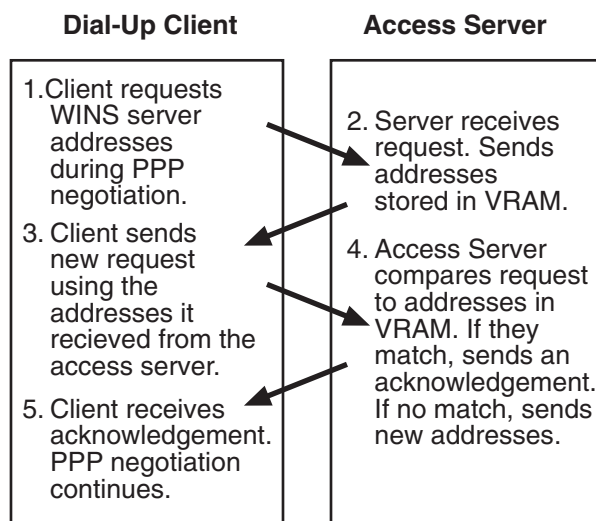 Dial-Up Client
Access Server
1.Client requests
WINS server
addresses
during PPP
negotiation.
2. Server receives
request. Sends
addresses
stored in VRAM.
3. Client sends
new request
using the
addresses it
recieved from the
access server.
4. Access Server
compares request
to addresses in
VRAM. If they
match, sends an
acknowledgement.
If no match, sends
new addresses.
5. Client receives
acknowledgement.
PPP negotiation
continues.